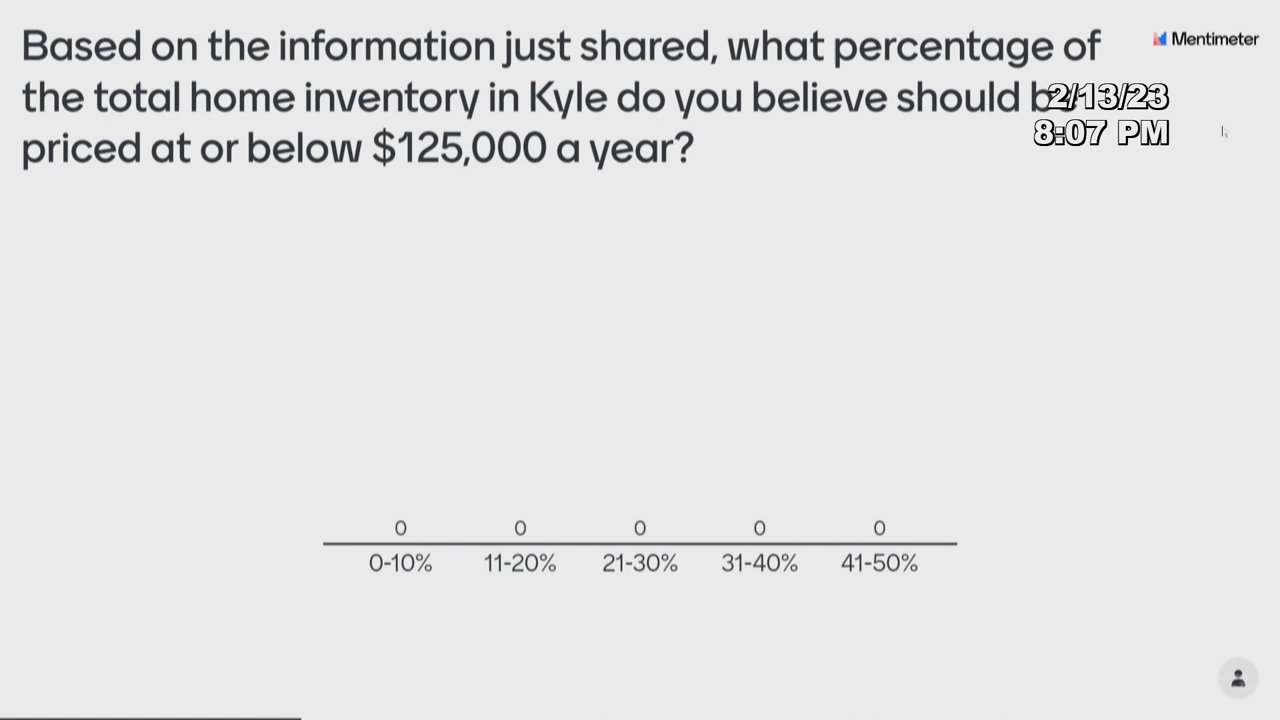 Based on the information just shared, what percentage of
the total home inventory in Kyle do you believe should
priced at or below $125,000 a year?
Mentimeter
2/13/23
8:07 PM
0 0 0 0 0
0-10% 11-20% 21-30% 31-40% 41-50%